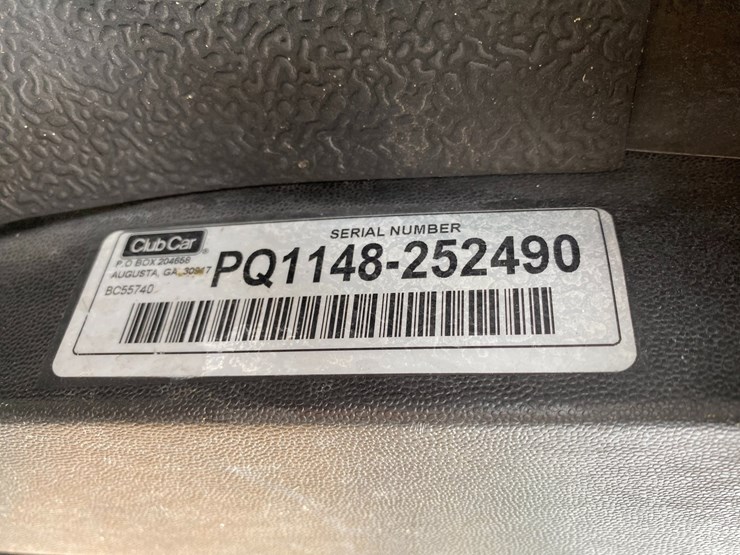 Club Car
SERIAL NUMBER
P.O BOX 204658
AUGUSTA, GA. 30917
PQ1148-252490
BC55740